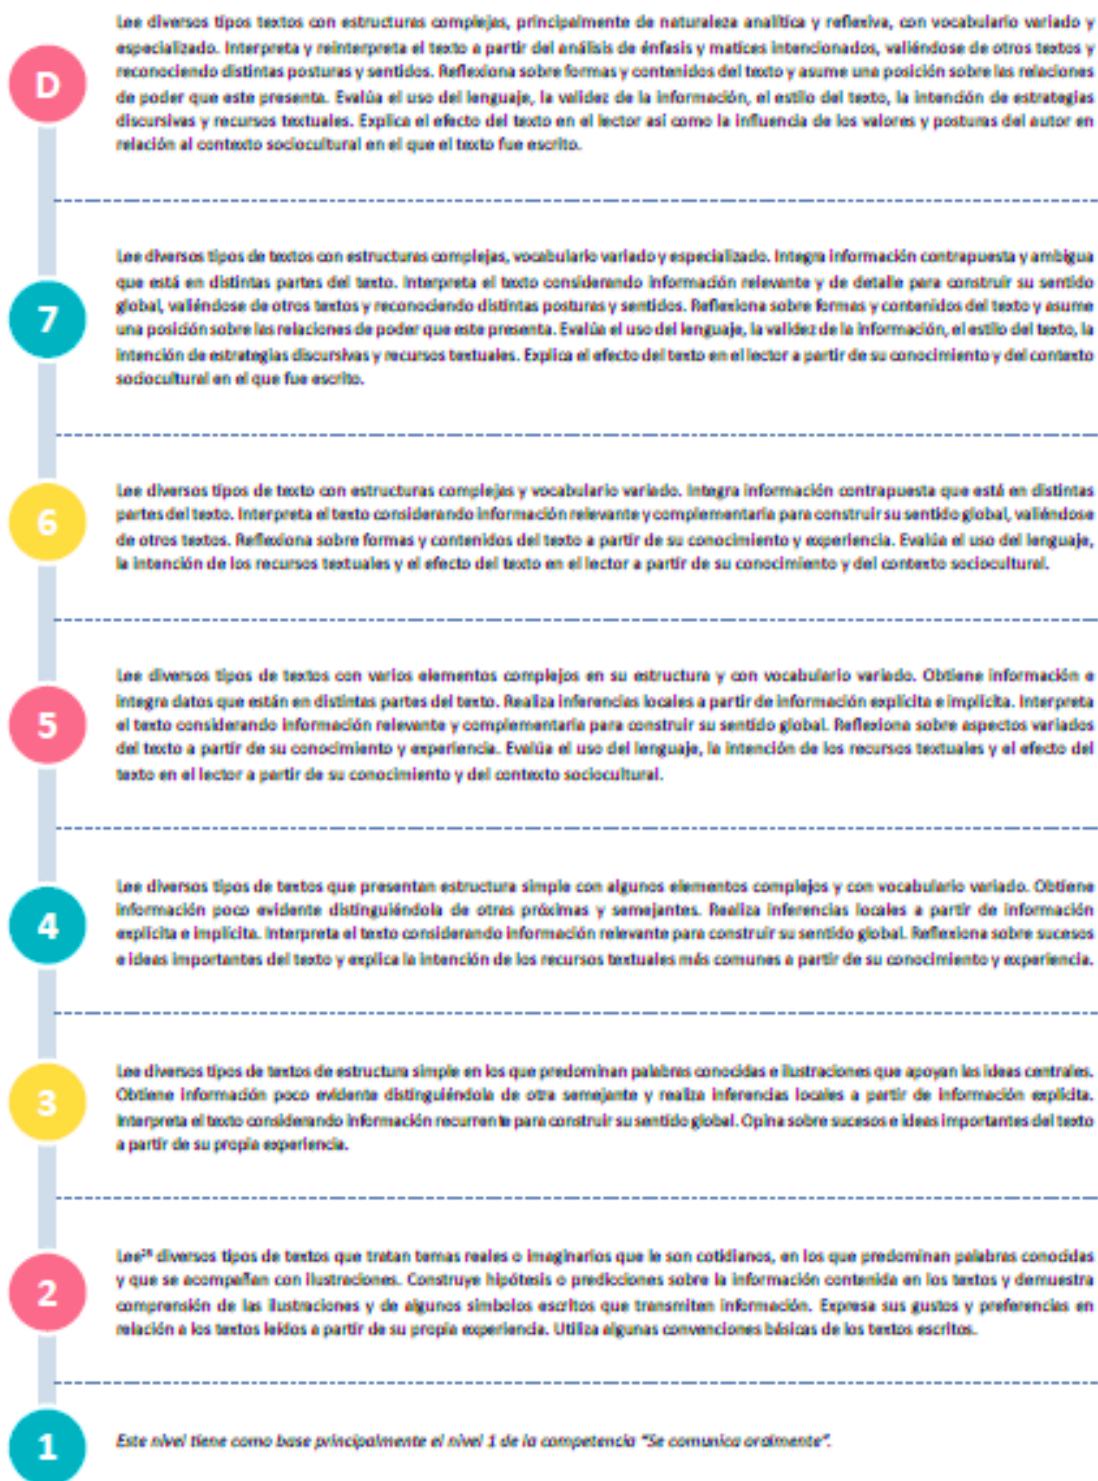 Lee diversos tipos textos con estructuras complejas, principalmente de naturaleza analítica y reflexiva, con vocabulario variado y
especializado. Interpreta y reinterpreta el texto a partir del análisis de énfasis y matices intencionados, valiéndose de otros textos y
reconociendo distintas posturas y sentidos. Reflexiona sobre formas y contenidos del texto y asume una posición sobre las relaciones
D
de poder que este presenta. Evalúa el uso del lenguaje, la validez de la información, el estilo del texto, la intención de estrategias
discursivas y recursos textuales. Explica el efecto del texto en el lector así como la influencia de los valores y posturas del autor en
relación al contexto sociocultural en el que el texto fue escrito.
Lee diversos tipos de textos con estructuras complejas, vocabulario variado y especializado. Integra información contrapuesta y ambigua
que está en distintas partes del texto. Interpreta el texto considerando información relevante y de detalle para construir su sentido
global, valiéndose de otros textos y reconociendo distintas posturas y sentidos. Reflexiona sobre formas y contenidos del texto y asume
7
una posición sobre las relaciones de poder que este presenta. Evalúa el uso del lenguaje, la validez de la información, el estilo del texto, la
intención de estrategias discursivas y recursos textuales. Explica el efecto del texto en el lector a partir de su conocimiento y del contexto
sociocultural en el que fue escrito.
Lee diversos tipos de texto con estructuras complejas y vocabulario variado. Integra información contrapuesta que está en distintas
partes del texto. Interpreta el texto considerando información relevante y complementaria para construir su sentido global, valiéndose
6
de otros textos. Reflexiona sobre formas y contenidos del texto a partir de su conocimiento y experiencia. Evalúa el uso del lenguaje,
la intención de los recursos textuales y el efecto del texto en el lector a partir de su conocimiento y del contexto sociocultural.
Lee diversos tipos de textos con varios elementos complejos en su estructura y con vocabulario variado. Obtiene información e
integra datos que están en distintas partes del texto. Realiza inferencias locales a partir de información explícita e implícita. Interpreta
5
el texto considerando información relevante y complementaria para construir su sentido global. Reflexiona sobre aspectos variados
del texto a partir de su conocimiento y experiencia. Evalúa el uso del lenguaje, la intención de los recursos textuales y el efecto del
texto en el lector a partir de su conocimiento y del contexto sociocultural.
Lee diversos tipos de textos que presentan estructura simple con algunos elementos complejos y con vocabulario variado. Obtiene
información poco evidente distinguiéndola de otras próximas y semejantes. Realiza inferencias locales a partir de información
4
explícita e implícita. Interpreta el texto considerando información relevante para construir su sentido global. Reflexiona sobre sucesos
e ideas importantes del texto y explica la intención de los recursos textuales más comunes a partir de su conocimiento y experiencia.
Lee diversos tipos de textos de estructura simple en los que predominan palabras conocidas e ilustraciones que apoyan las ideas centrales.
Obtiene información poco evidente distinguiéndola de otra semejante y realiza inferencias locales a partir de información explícita.
3
Interpreta el texto considerando información recurrente para construir su sentido global. Opina sobre sucesos e ideas importantes del texto
a partir de su propia experiencia.
Lee²⁸ diversos tipos de textos que tratan temas reales o imaginarios que le son cotidianos, en los que predominan palabras conocidas
y que se acompañan con ilustraciones. Construye hipótesis o predicciones sobre la información contenida en los textos y demuestra
2
comprensión de las ilustraciones y de algunos símbolos escritos que transmiten información. Expresa sus gustos y preferencias en
relación a los textos leídos a partir de su propia experiencia. Utiliza algunas convenciones básicas de los textos escritos.
1
Este nivel tiene como base principalmente el nivel 1 de la competencia "Se comunica oralmente".